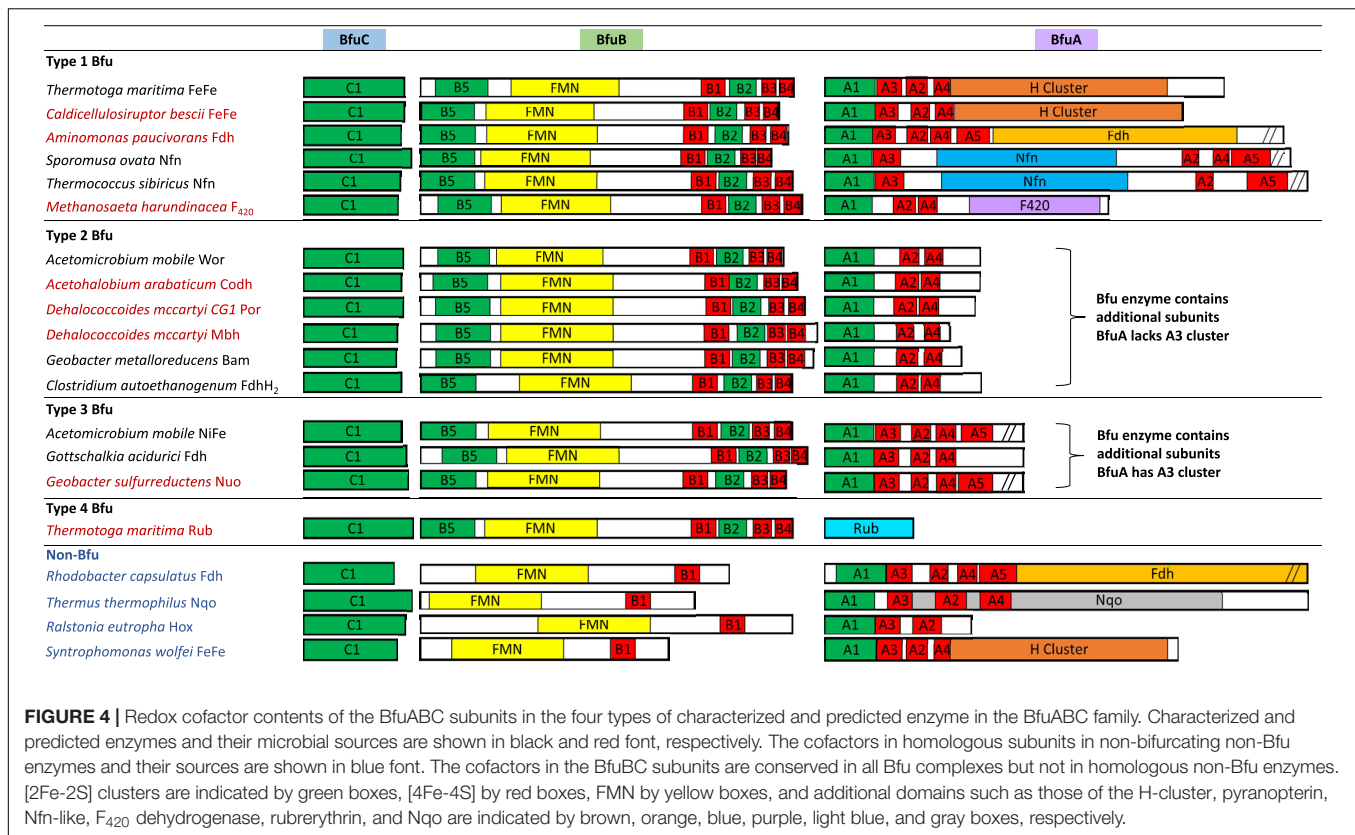 BfuC BfuB BfuA
Type 1 Bfu
Thermotoga maritima FeFe C1 B5 FMN B1 B2 B3 B4 A1 A3 A2 A4 H Cluster
Caldicellulosiruptor bescii FeFe C1 B5 FMN B1 B2 B3 B4 A1 A3 A2 A4 H Cluster
Aminomonas paucivorans Fdh C1 B5 FMN B1 B2 B3 B4 A1 A3 A2 A4 A5 Fdh //
Sporomusa ovata Nfn C1 B5 FMN B1 B2 B3 B4 A1 A3 Nfn A2 A4 A5 //
Thermococcus sibiricus Nfn C1 B5 FMN B1 B2 B3 B4 A1 A3 Nfn A2 A5 //
Methanosaeta harundinacea F420 C1 B5 FMN B1 B2 B3 B4 A1 A2 A4 F420
Type 2 Bfu
Acetomicrobium mobile Wor C1 B5 FMN B1 B2 B3 B4 A1 A2 A4
Acetohalobium arabaticum Codh C1 B5 FMN B1 B2 B3 B4 A1 A2 A4
Dehalococcoides mccartyi CG1 Por C1 B5 FMN B1 B2 B3 B4 A1 A2 A4
Dehalococcoides mccartyi Mbh C1 B5 FMN B1 B2 B3 B4 A1 A2 A4
Geobacter metalloreducens Bam C1 B5 FMN B1 B2 B3 B4 A1 A2 A4
Clostridium autoethanogenum FdhH2 C1 B5 FMN B1 B2 B3 B4 A1 A2 A4
Bfu enzyme contains
additional subunits
BfuA lacks A3 cluster
Type 3 Bfu
Acetomicrobium mobile NiFe C1 B5 FMN B1 B2 B3 B4 A1 A3 A2 A4 A5 //
Gottschalkia acidurici Fdh C1 B5 FMN B1 B2 B3 B4 A1 A3 A2 A4
Geobacter sulfurreductens Nuo C1 B5 FMN B1 B2 B3 B4 A1 A3 A2 A4 A5 //
Bfu enzyme contains
additional subunits
BfuA has A3 cluster
Type 4 Bfu
Thermotoga maritima Rub C1 B5 FMN B1 B2 B3 B4 Rub
Non-Bfu
Rhodobacter capsulatus Fdh C1 FMN B1 A1 A3 A2 A4 A5 Fdh //
Thermus thermophilus Nqo C1 FMN B1 A1 A3 A2 A4 Nqo
Ralstonia eutropha Hox C1 FMN B1 A1 A3 A2
Syntrophomonas wolfei FeFe C1 FMN B1 A1 A3 A2 A4 H Cluster
FIGURE 4 | Redox cofactor contents of the BfuABC subunits in the four types of characterized and predicted enzyme in the BfuABC family. Characterized and
predicted enzymes and their microbial sources are shown in black and red font, respectively. The cofactors in homologous subunits in non-bifurcating non-Bfu
enzymes and their sources are shown in blue font. The cofactors in the BfuBC subunits are conserved in all Bfu complexes but not in homologous non-Bfu enzymes.
[2Fe-2S] clusters are indicated by green boxes, [4Fe-4S] by red boxes, FMN by yellow boxes, and additional domains such as those of the H-cluster, pyranopterin,
Nfn-like, F420 dehydrogenase, rubrerythrin, and Nqo are indicated by brown, orange, blue, purple, light blue, and gray boxes, respectively.